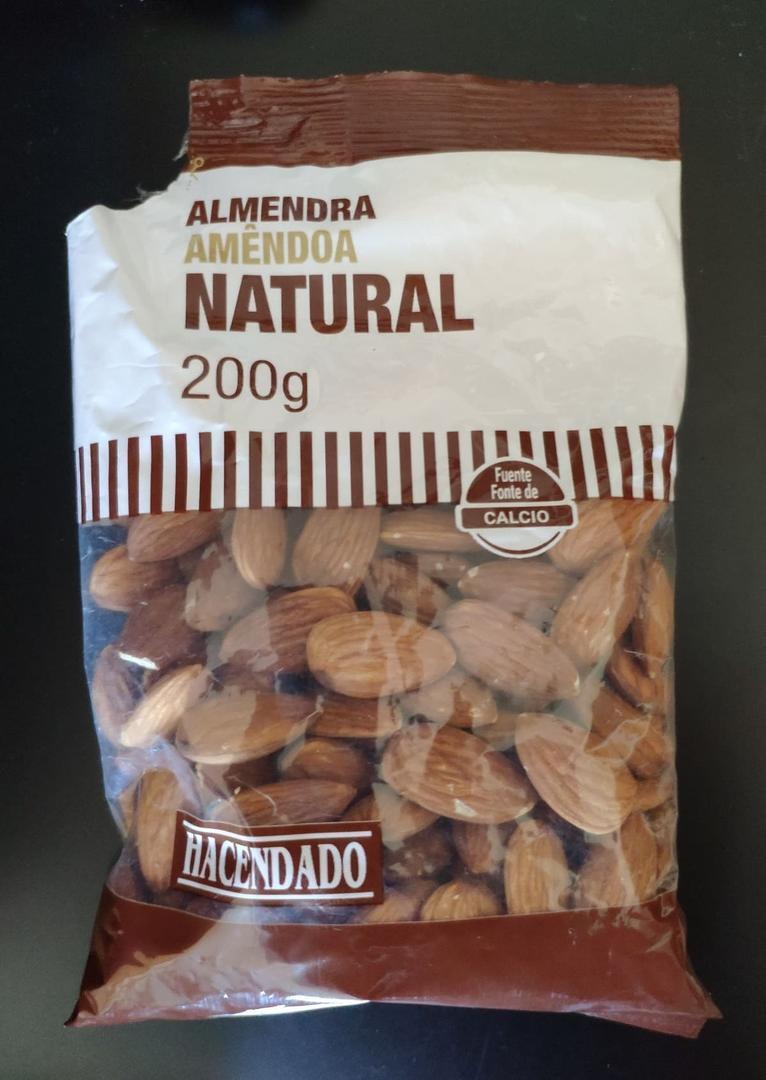 ALMENDRA
AMÊNDOA
NATURAL
200g
Fuente
Fonte de
CALCIO
HACENDADO